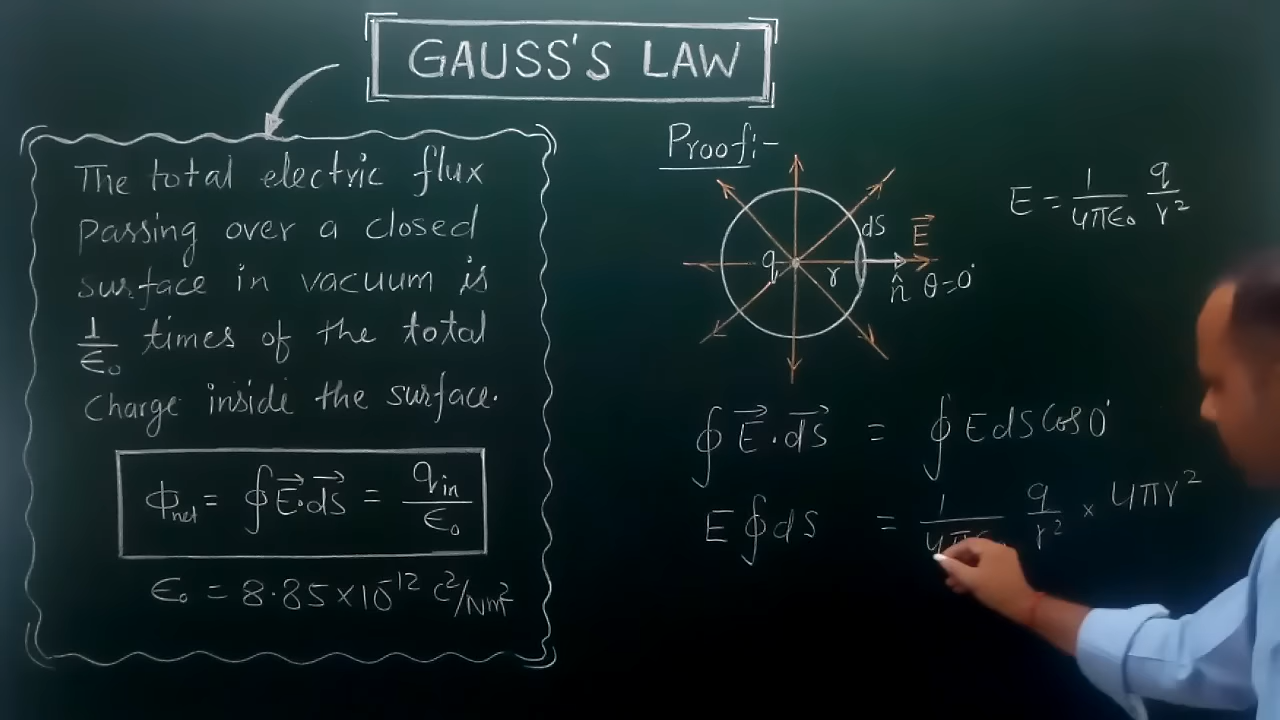 GAUSS'S LAW
The total electric flux
passing over a closed
surface in vacuum is
1/ϵ₀ times of the total
Charge inside the surface.
ϕnet = ∮E⃗.ds⃗ = qin/ϵ₀
ϵ₀ = 8.85×10⁻¹² C²/Nm²
Proof:-
ds
E⃗
q
r
n̂ θ=0°
E = 1/4πϵ₀ q/r²
∮E⃗.ds⃗ = ∮E ds Cos0°
E∮ds = 1/4πϵ₀ q/r² × 4πr²